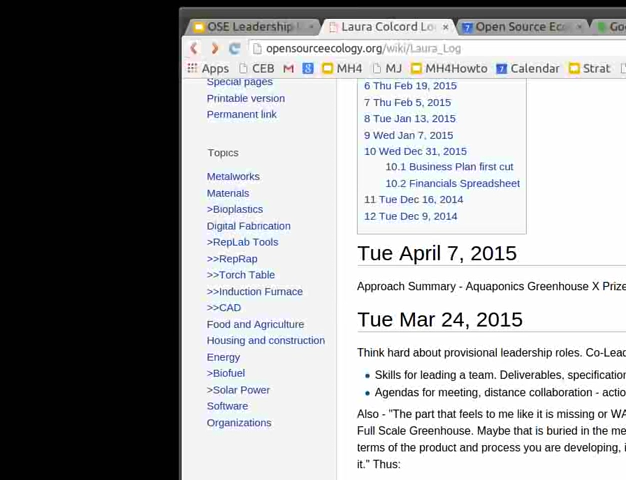 OSE Leadership
Laura Colcord Lo
Open Source Eco
Go
opensourceecology.org/wiki/Laura_Log
Apps CEB MH4 MJ MH4Howto Calendar Strat
Special pages
Printable version
Permanent link
Topics
Metalworks
Materials
>Bioplastics
Digital Fabrication
>RepLab Tools
>>RepRap
>>Torch Table
>>Induction Furnace
>>CAD
Food and Agriculture
Housing and construction
Energy
>Biofuel
>Solar Power
Software
Organizations
6 Thu Feb 19, 2015
7 Thu Feb 5, 2015
8 Tue Jan 13, 2015
9 Wed Jan 7, 2015
10 Wed Dec 31, 2015
10.1 Business Plan first cut
10.2 Financials Spreadsheet
11 Tue Dec 16, 2014
12 Tue Dec 9, 2014
Tue April 7, 2015
Approach Summary - Aquaponics Greenhouse X Prize
Tue Mar 24, 2015
Think hard about provisional leadership roles. Co-Lead
Skills for leading a team. Deliverables, specification
Agendas for meeting, distance collaboration - actio
Also - "The part that feels to me like it is missing or WA
Full Scale Greenhouse. Maybe that is buried in the me
terms of the product and process you are developing, i
it." Thus: